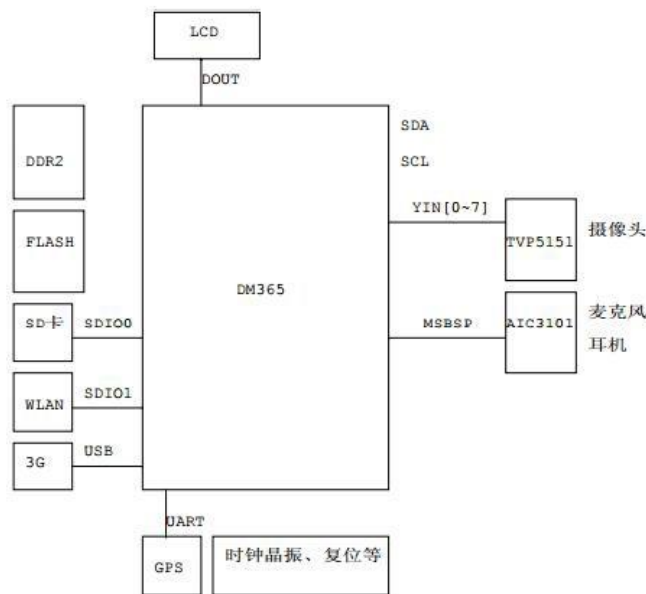 LCD
DOUT
SDA
DDR2
SCL
YIN[0~7]
FLASH
TVP5151
摄像头
DM365
SD卡
SDIO0
MSBSP
AIC3101
麦克风
耳机
WLAN
SDIO1
3G
USB
UART
GPS
时钟晶振、复位等